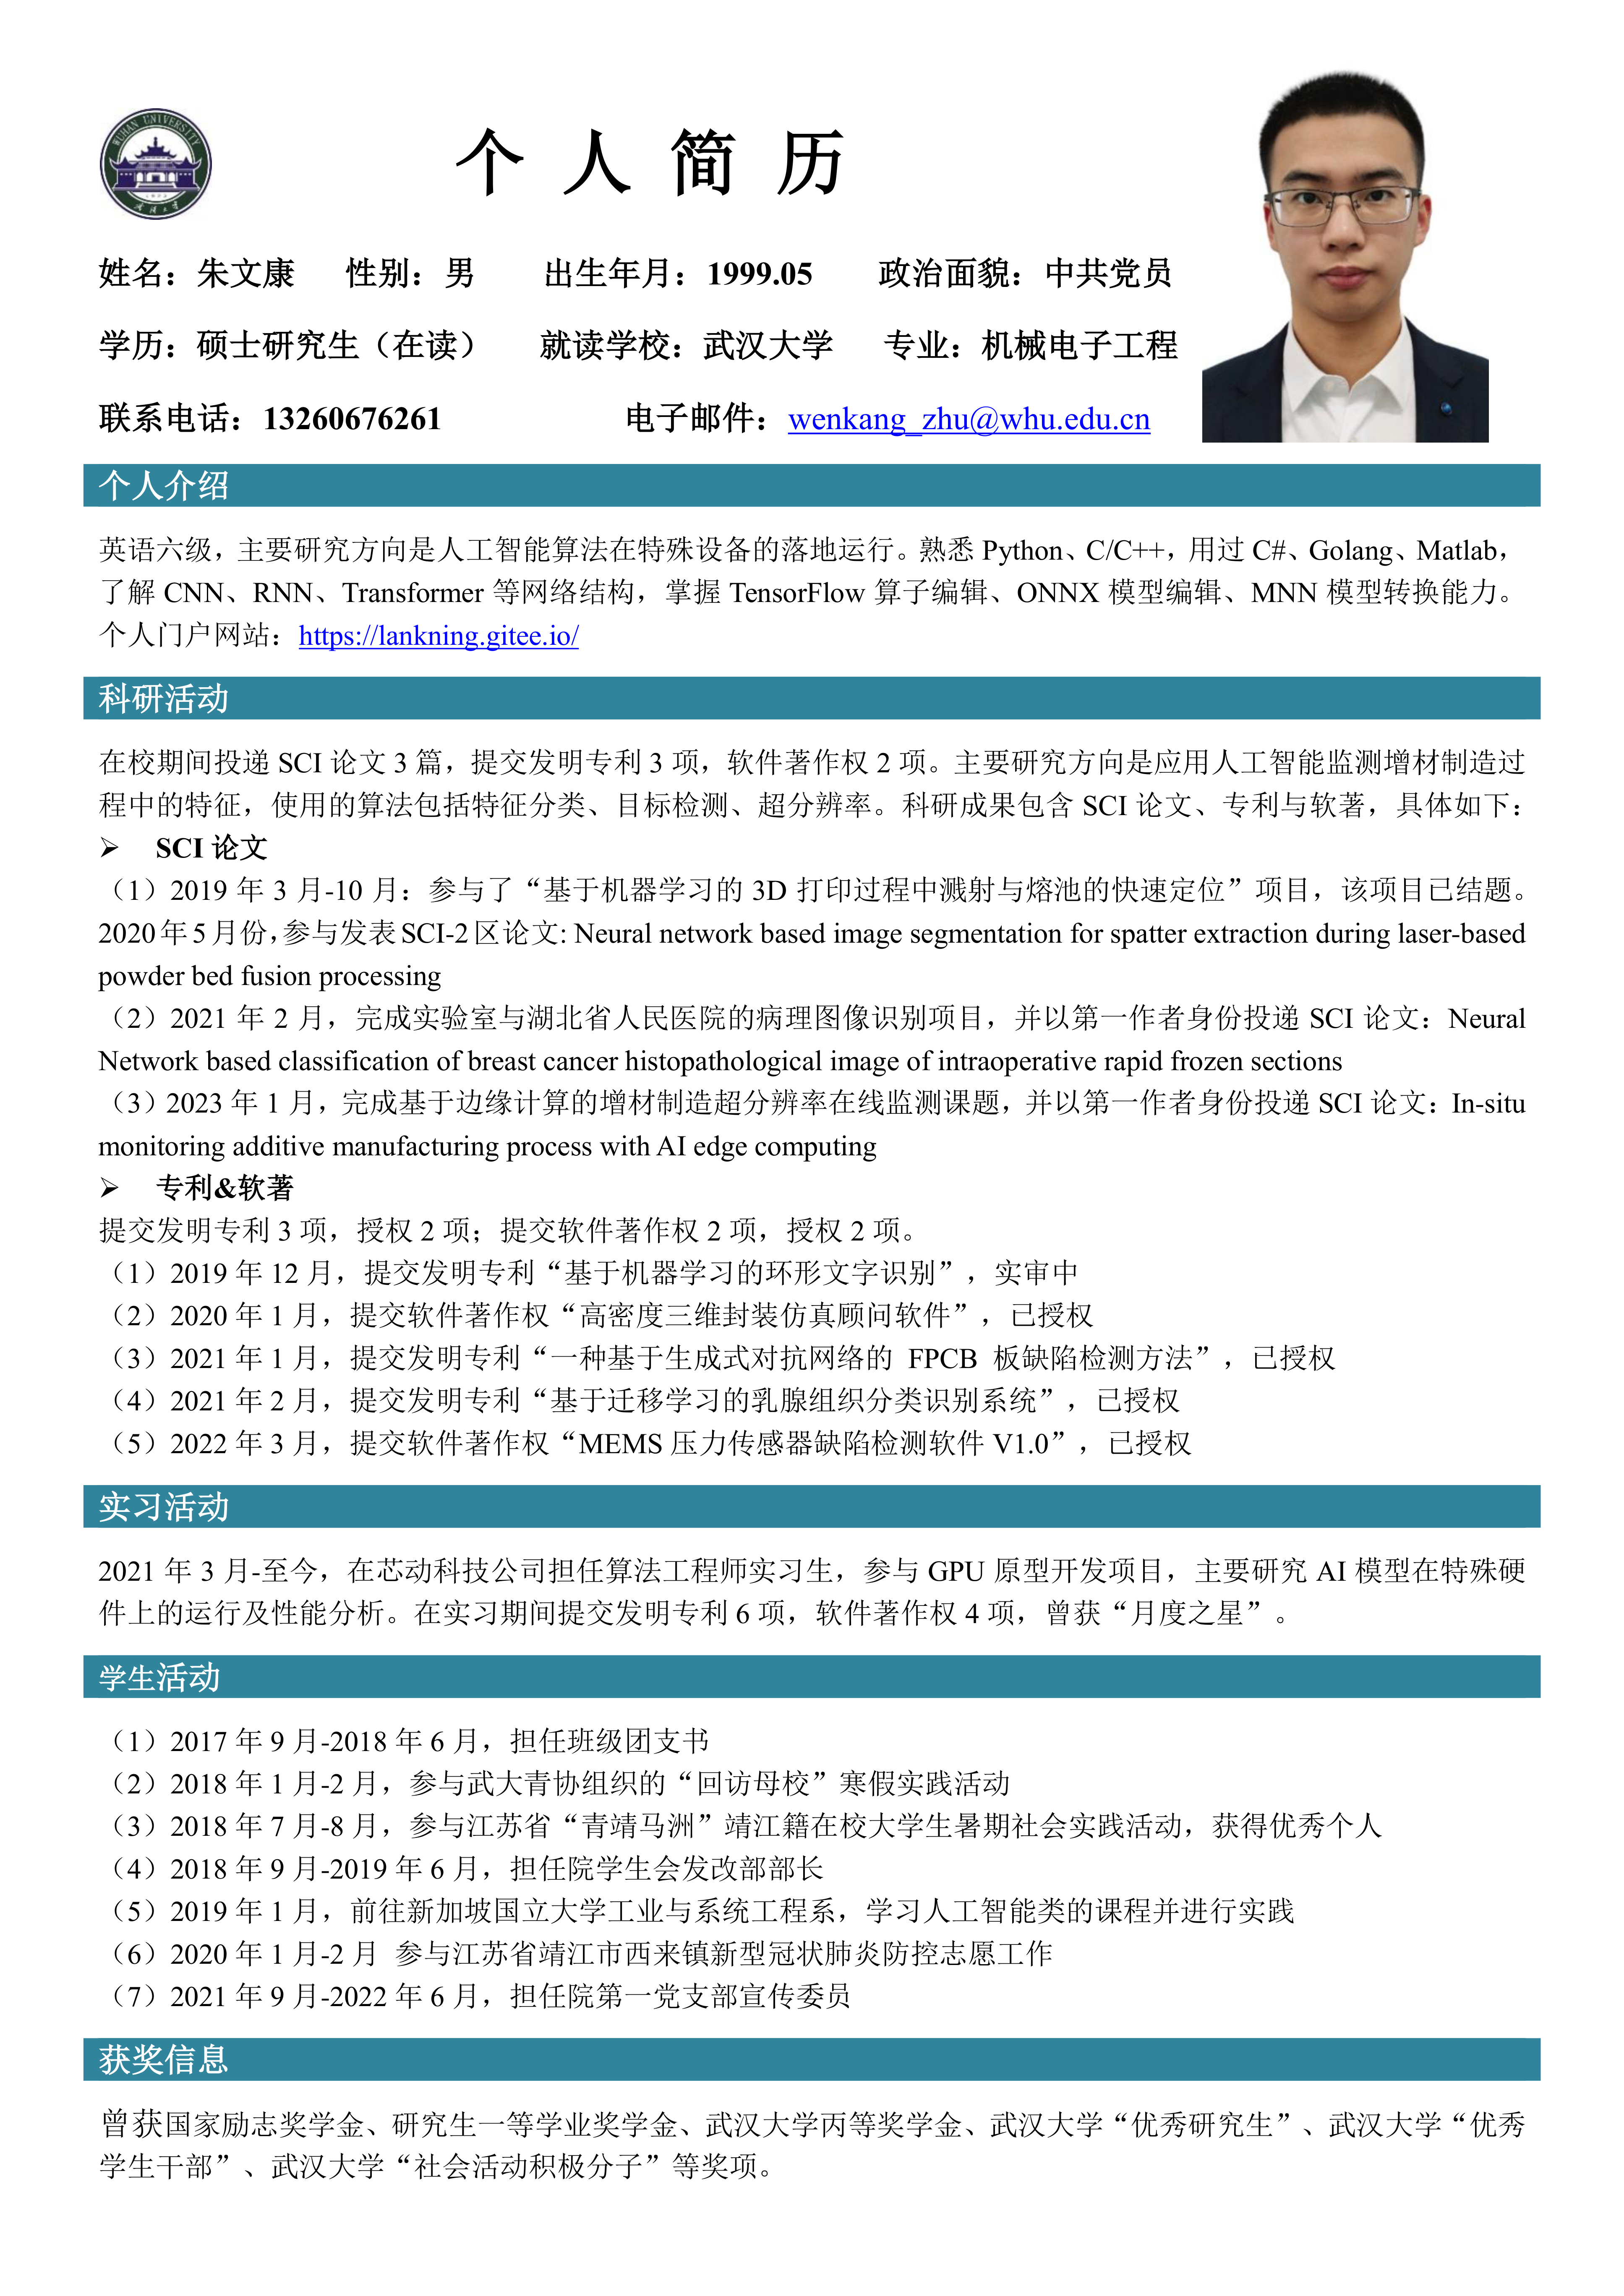 WUHAN UNIVERSITY
个 人 简 历
姓名：朱文康 性别：男 出生年月：1999.05 政治面貌：中共党员
学历：硕士研究生（在读） 就读学校：武汉大学 专业：机械电子工程
联系电话：13260676261 电子邮件：wenkang_zhu@whu.edu.cn
个人介绍
英语六级，主要研究方向是人工智能算法在特殊设备的落地运行。熟悉 Python、C/C++，用过 C#、Golang、Matlab，
了解 CNN、RNN、Transformer 等网络结构，掌握 TensorFlow 算子编辑、ONNX 模型编辑、MNN 模型转换能力。
个人门户网站：https://lankning.gitee.io/
科研活动
在校期间投递 SCI 论文 3 篇，提交发明专利 3 项，软件著作权 2 项。主要研究方向是应用人工智能监测增材制造过
程中的特征，使用的算法包括特征分类、目标检测、超分辨率。科研成果包含 SCI 论文、专利与软著，具体如下：
➢ SCI 论文
（1）2019 年 3 月-10 月：参与了“基于机器学习的 3D 打印过程中溅射与熔池的快速定位”项目，该项目已结题。
2020 年 5 月份，参与发表 SCI-2 区论文: Neural network based image segmentation for spatter extraction during laser-based
powder bed fusion processing
（2）2021 年 2 月，完成实验室与湖北省人民医院的病理图像识别项目，并以第一作者身份投递 SCI 论文：Neural
Network based classification of breast cancer histopathological image of intraoperative rapid frozen sections
（3）2023 年 1 月，完成基于边缘计算的增材制造超分辨率在线监测课题，并以第一作者身份投递 SCI 论文：In-situ
monitoring additive manufacturing process with AI edge computing
➢ 专利&软著
提交发明专利 3 项，授权 2 项；提交软件著作权 2 项，授权 2 项。
（1）2019 年 12 月，提交发明专利“基于机器学习的环形文字识别”，实审中
（2）2020 年 1 月，提交软件著作权“高密度三维封装仿真顾问软件”，已授权
（3）2021 年 1 月，提交发明专利“一种基于生成式对抗网络的 FPCB 板缺陷检测方法”，已授权
（4）2021 年 2 月，提交发明专利“基于迁移学习的乳腺组织分类识别系统”，已授权
（5）2022 年 3 月，提交软件著作权“MEMS 压力传感器缺陷检测软件 V1.0”，已授权
实习活动
2021 年 3 月-至今，在芯动科技公司担任算法工程师实习生，参与 GPU 原型开发项目，主要研究 AI 模型在特殊硬
件上的运行及性能分析。在实习期间提交发明专利 6 项，软件著作权 4 项，曾获“月度之星”。
学生活动
（1）2017 年 9 月-2018 年 6 月，担任班级团支书
（2）2018 年 1 月-2 月，参与武大青协组织的“回访母校”寒假实践活动
（3）2018 年 7 月-8 月，参与江苏省“青靖马洲”靖江籍在校大学生暑期社会实践活动，获得优秀个人
（4）2018 年 9 月-2019 年 6 月，担任院学生会发改部部长
（5）2019 年 1 月，前往新加坡国立大学工业与系统工程系，学习人工智能类的课程并进行实践
（6）2020 年 1 月-2 月 参与江苏省靖江市西来镇新型冠状肺炎防控志愿工作
（7）2021 年 9 月-2022 年 6 月，担任院第一党支部宣传委员
获奖信息
曾获国家励志奖学金、研究生一等学业奖学金、武汉大学丙等奖学金、武汉大学“优秀研究生”、武汉大学“优秀
学生干部”、武汉大学“社会活动积极分子”等奖项。